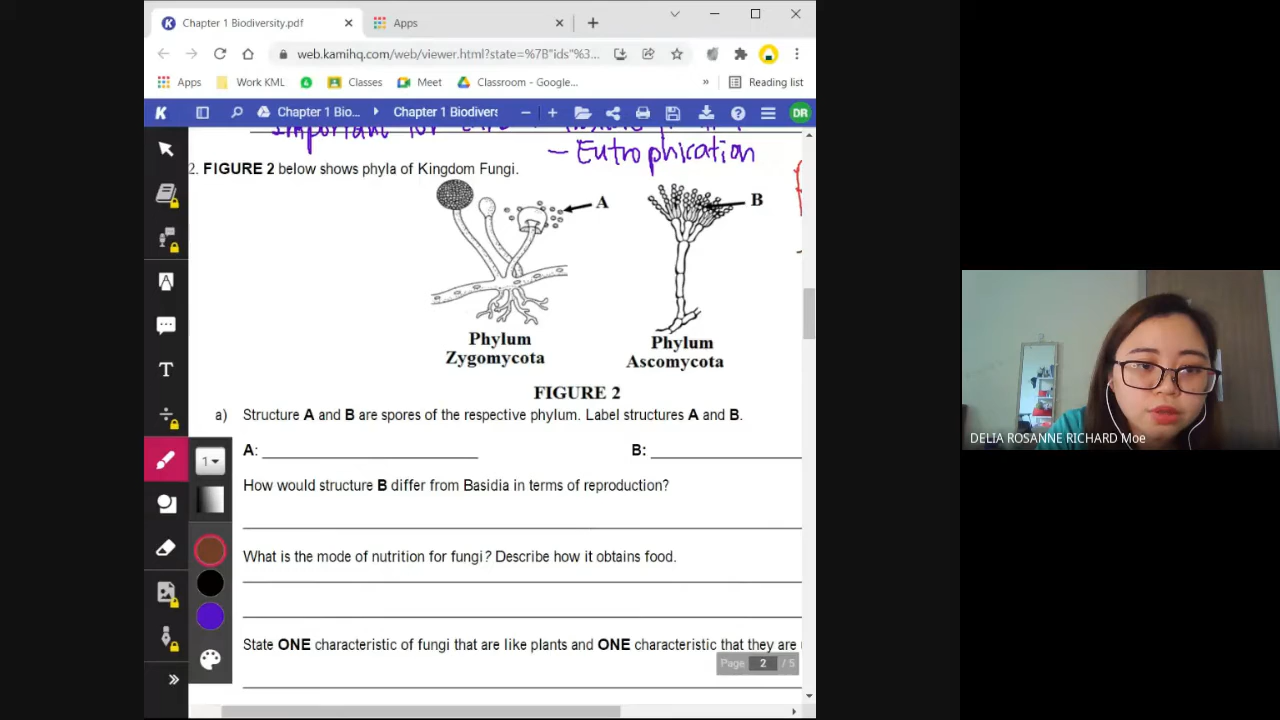 Chapter 1 Biodiversity.pdf
Apps
web.kamihq.com/web/viewer.html?state=%7B"ids"%3...
Apps
Work KML
Classes
Meet
Classroom - Google...
»
Reading list
K
Chapter 1 Bio...
Chapter 1 Biodivers
DR
Important for
– Eutrophication
2. FIGURE 2 below shows phyla of Kingdom Fungi.
A
B
Phylum
Zygomycota
Phylum
Ascomycota
FIGURE 2
a) Structure A and B are spores of the respective phylum. Label structures A and B.
A:
B:
How would structure B differ from Basidia in terms of reproduction?
What is the mode of nutrition for fungi? Describe how it obtains food.
State ONE characteristic of fungi that are like plants and ONE characteristic that they are
Page 2 / 5
1
DELIA ROSANNE RICHARD Moe